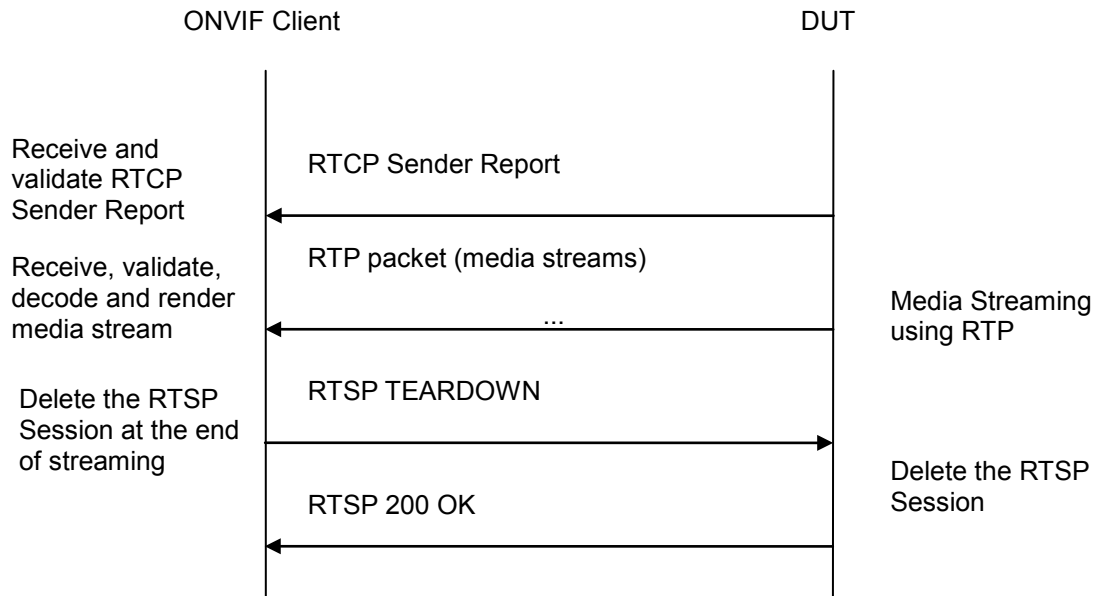 ONVIF Client
DUT
Receive and
validate RTCP
Sender Report
RTCP Sender Report
RTP packet (media streams)
Receive, validate,
decode and render
media stream
...
Media Streaming
using RTP
RTSP TEARDOWN
Delete the RTSP
Session at the end
of streaming
Delete the RTSP
Session
RTSP 200 OK